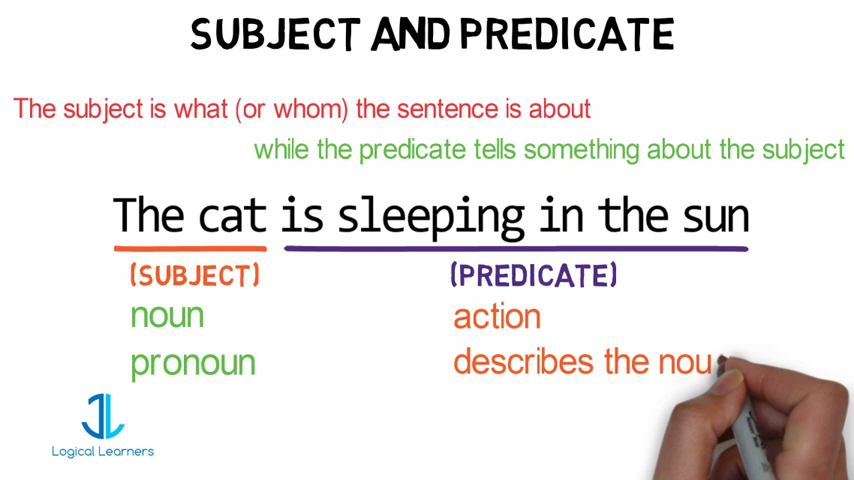 SUBJECT AND PREDICATE
The subject is what (or whom) the sentence is about
while the predicate tells something about the subject
The cat is sleeping in the sun
(SUBJECT) (PREDICATE)
noun action
pronoun describes the nou
Logical Learners